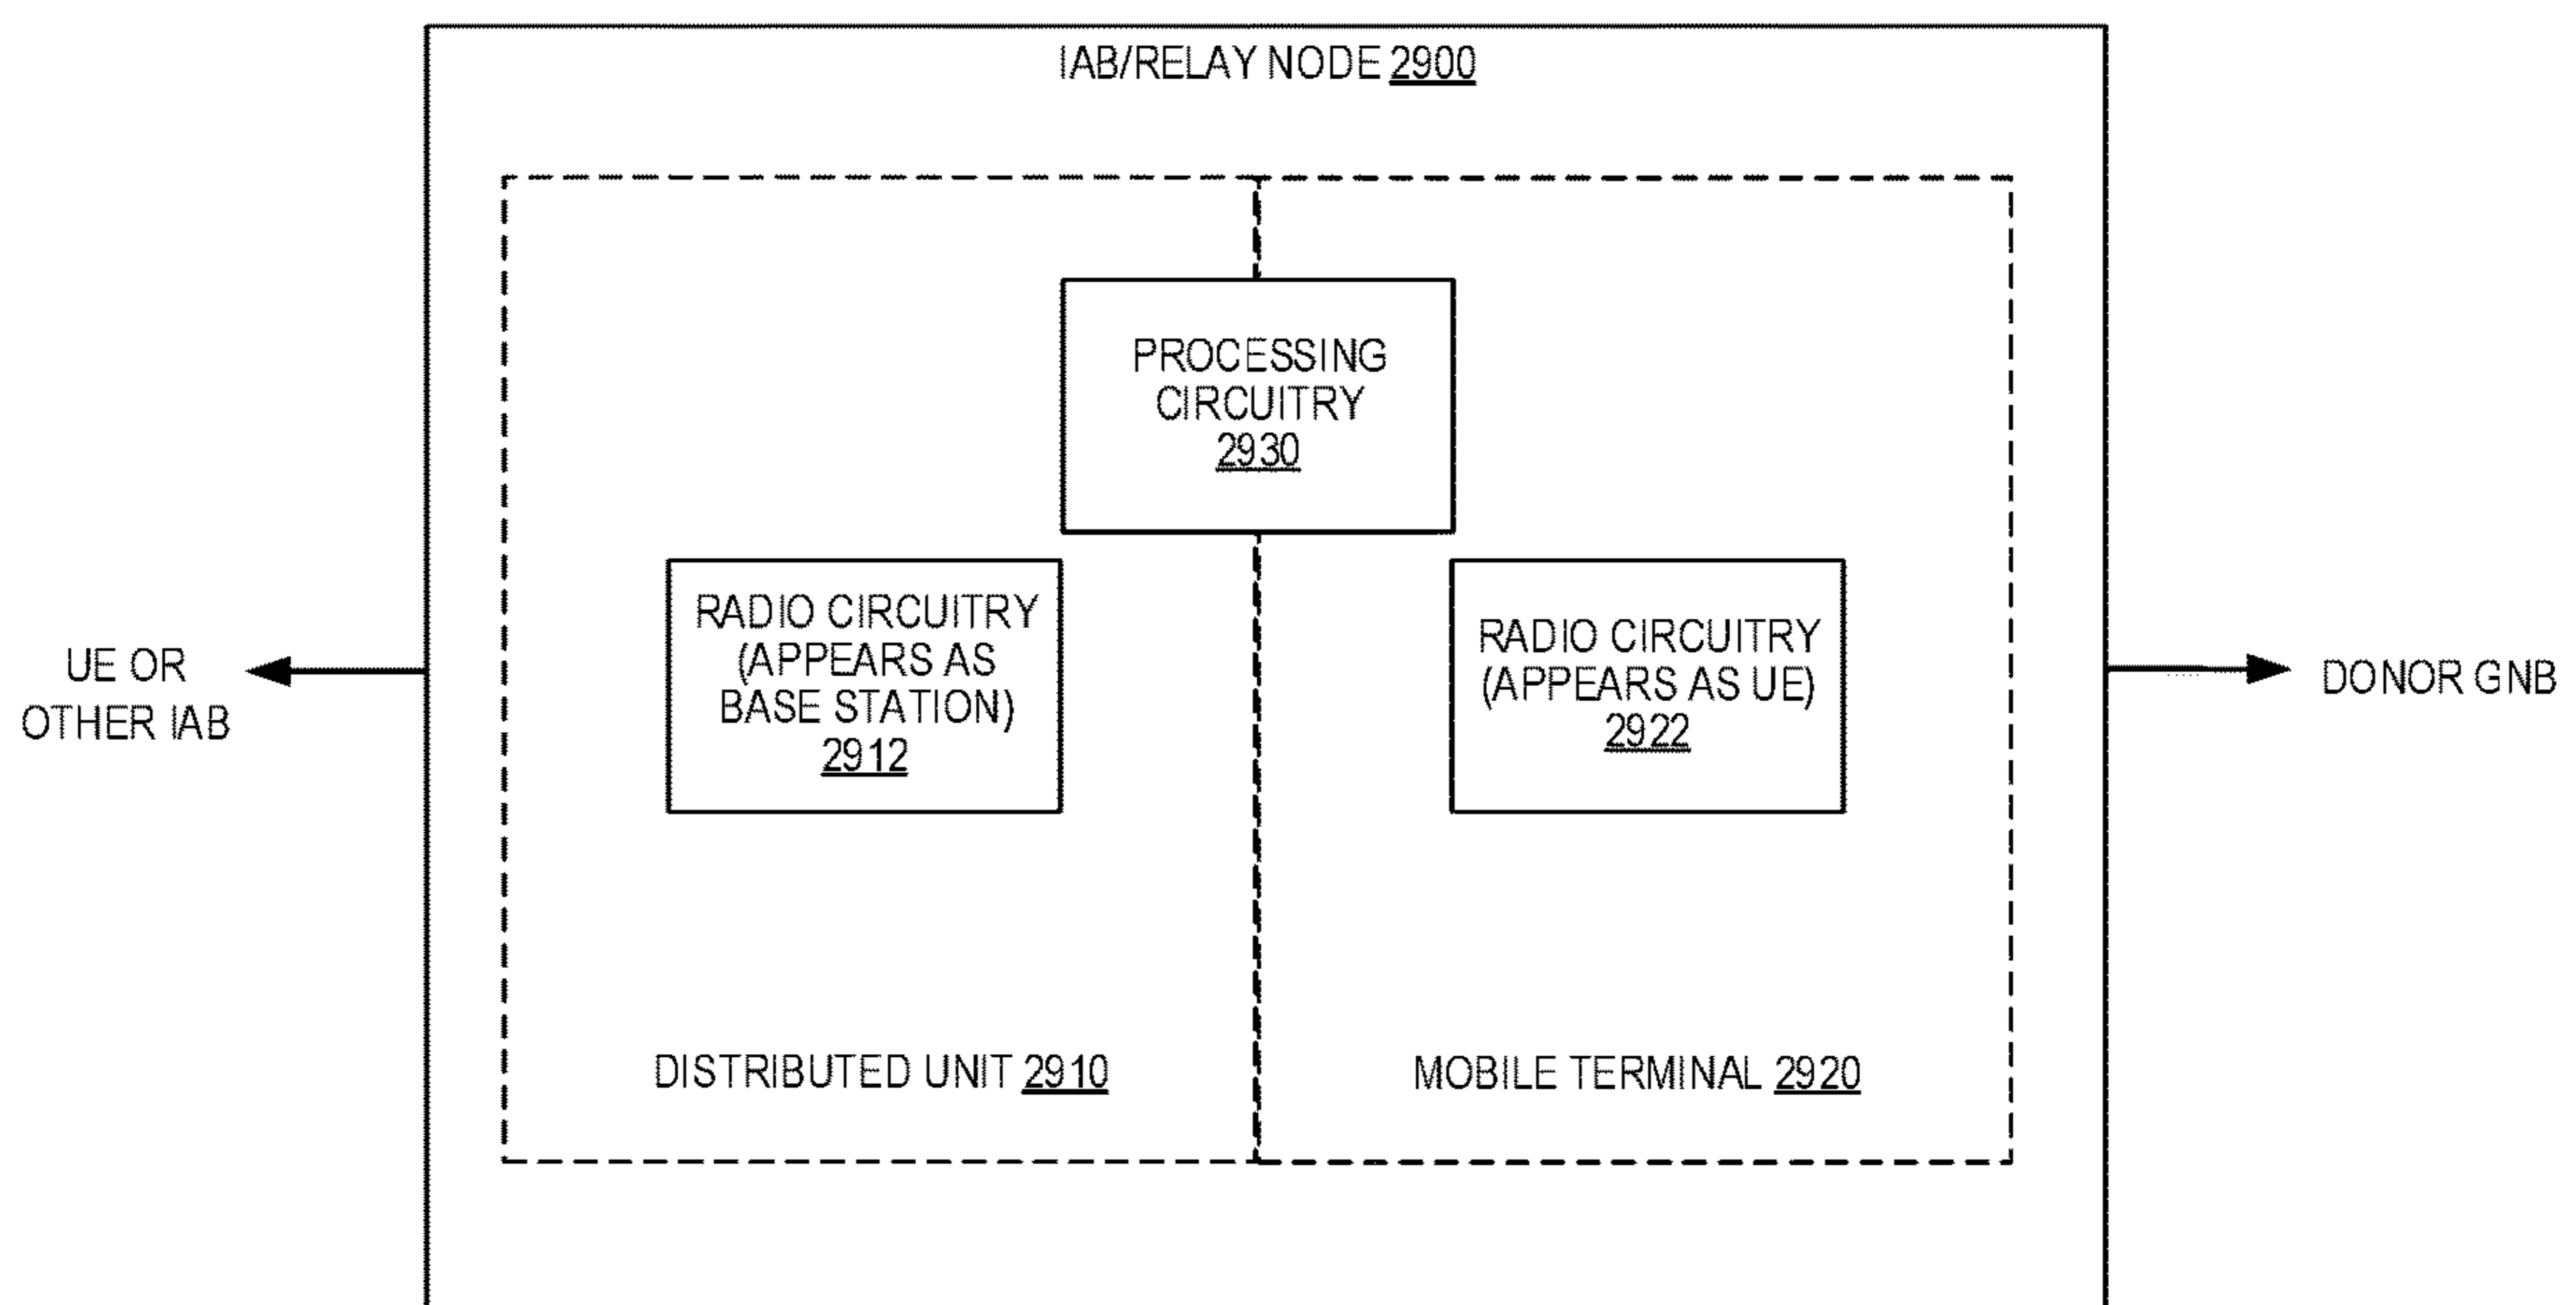 IAB/RELAY NODE 2900
PROCESSING
CIRCUITRY
2930
RADIO CIRCUITRY
(APPEARS AS
BASE STATION)
2912
RADIO CIRCUITRY
(APPEARS AS UE)
2922
UE OR
OTHER IAB
DONOR GNB
DISTRIBUTED UNIT 2910
MOBILE TERMINAL 2920